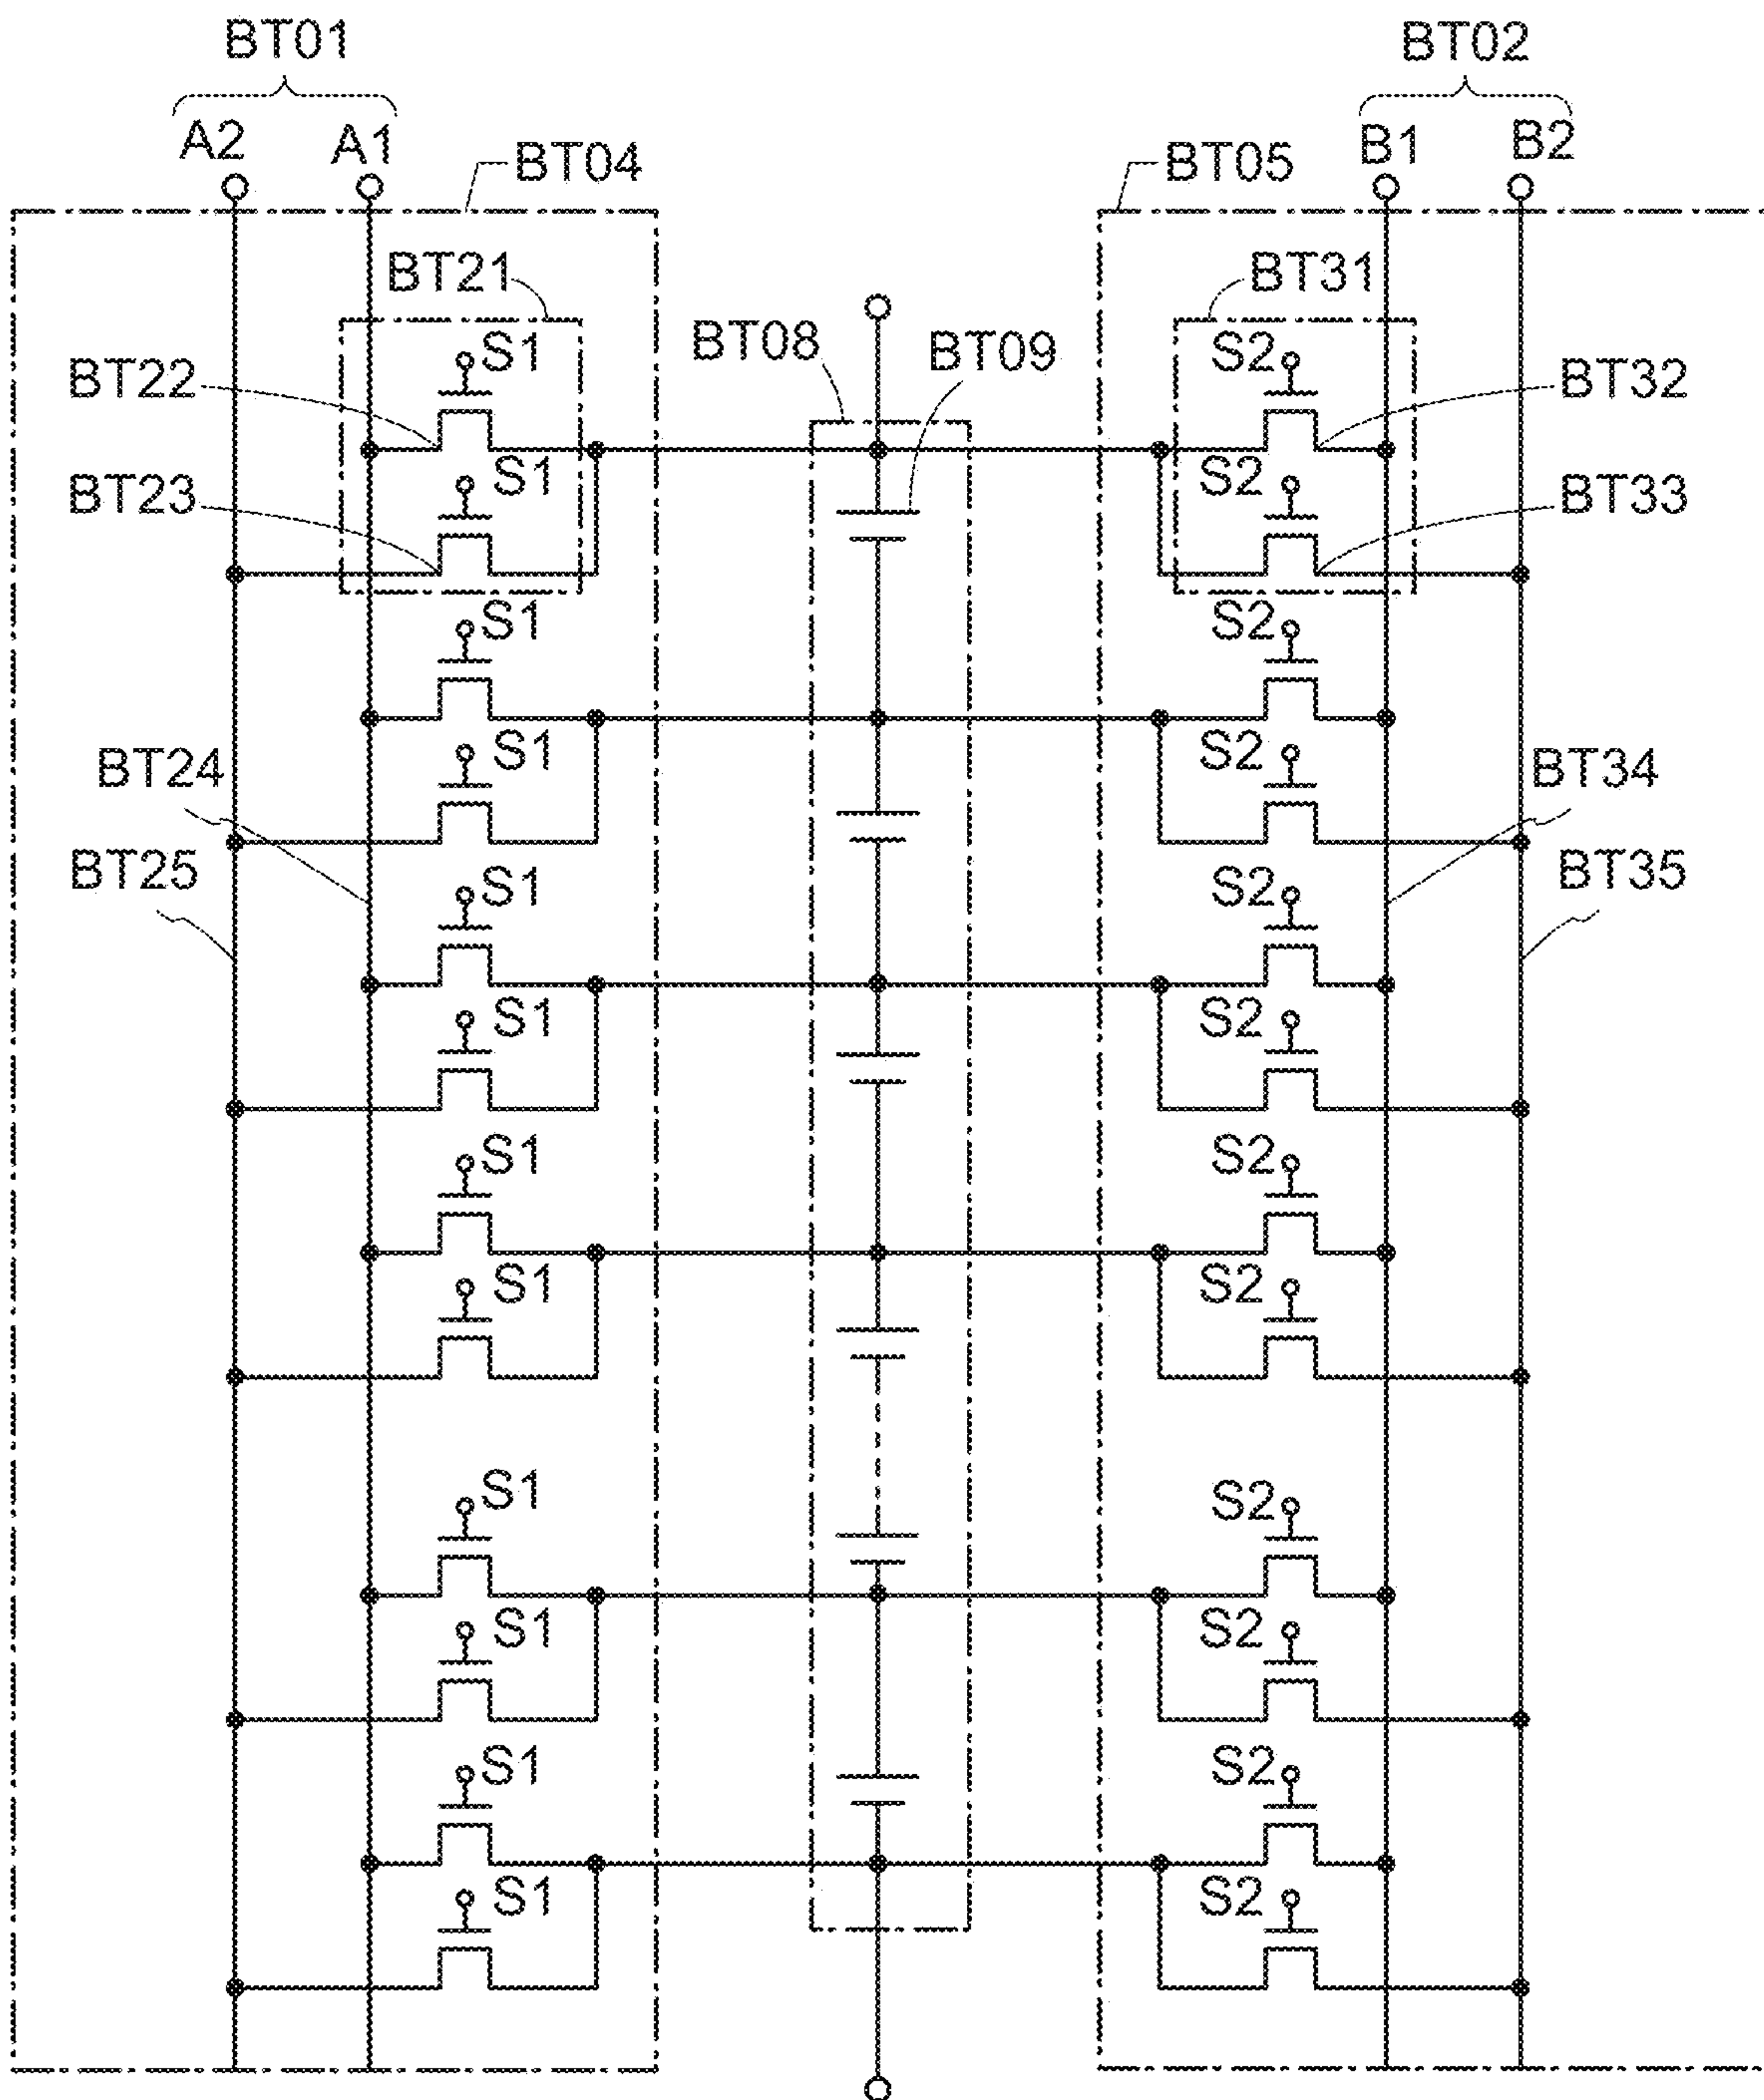 BT01 BT02
A2 A1 B1 B2
BT04 BT05
BT21 BT31
S1 BT08 BT09 S2
BT22 BT32
S1 S2
BT23 BT33
S1 S2
S1 S2
BT24 BT34
BT25 S1 S2 BT35
S1 S2
S1 S2
S1 S2
S1 S2
S1 S2
S1 S2
S1 S2